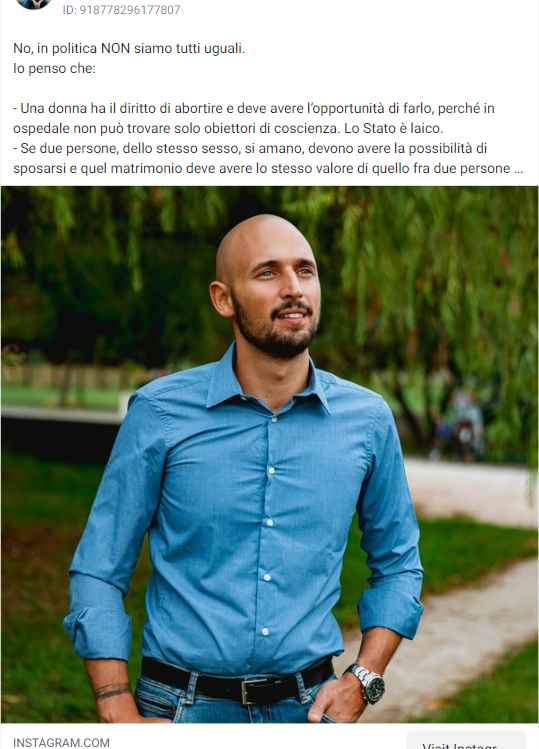 ID: 918778296177807
No, in politica NON siamo tutti uguali.
Io penso che:
- Una donna ha il diritto di abortire e deve avere l'opportunità di farlo, perché in
ospedale non può trovare solo obiettori di coscienza. Lo Stato è laico.
- Se due persone, dello stesso sesso, si amano, devono avere la possibilità di
sposarsi e quel matrimonio deve avere lo stesso valore di quello fra due persone ...
INSTAGRAM.COM
Visit Instagr...